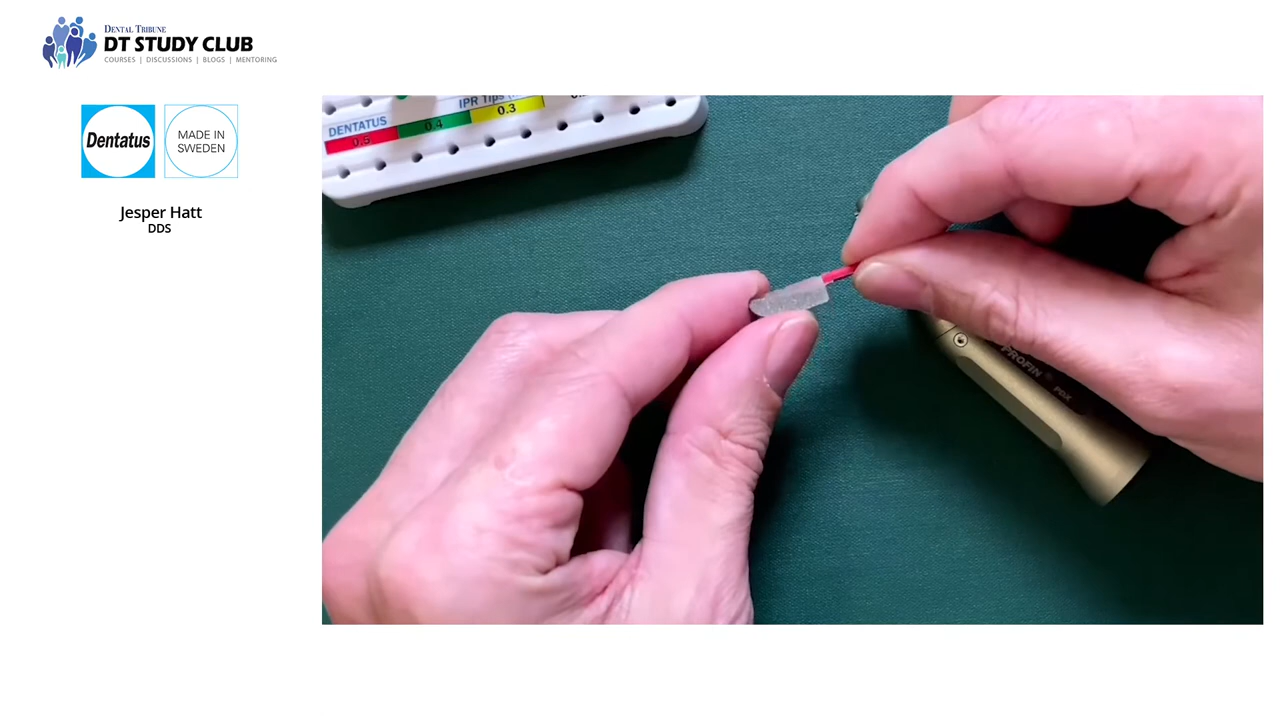 DENTAL TRIBUNE
DT STUDY CLUB
COURSES | DISCUSSIONS | BLOGS | MENTORING
Dentatus
MADE IN
SWEDEN
Jesper Hatt
DDS
IPR Tips
DENTATUS
0.5
0.4
0.3
PROFIN
PDX